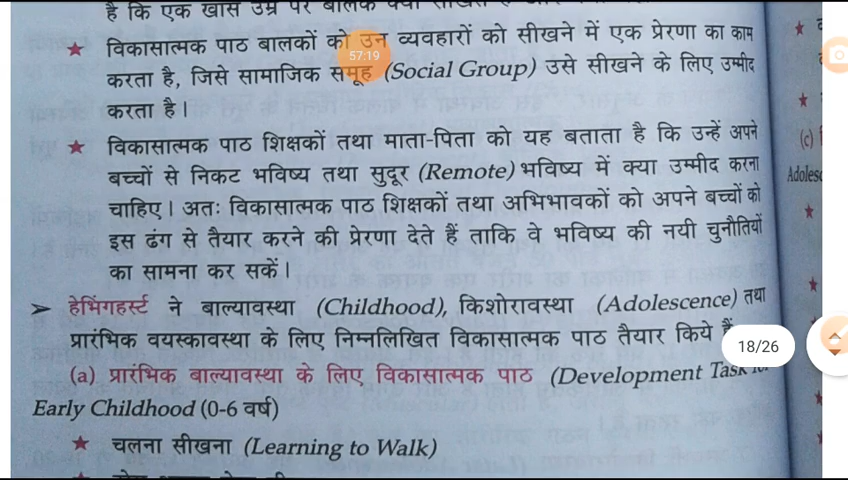 है कि एक खास उम्र पर बालक क्या
★ विकासात्मक पाठ बालकों को उन व्यवहारों को सीखने में एक प्रेरणा का काम
करता है, जिसे सामाजिक समूह (Social Group) उसे सीखने के लिए उम्मीद
करता है।
★ विकासात्मक पाठ शिक्षकों तथा माता-पिता को यह बताता है कि उन्हें अपने
बच्चों से निकट भविष्य तथा सुदूर (Remote) भविष्य में क्या उम्मीद करना
चाहिए। अतः विकासात्मक पाठ शिक्षकों तथा अभिभावकों को अपने बच्चों को
इस ढंग से तैयार करने की प्रेरणा देते हैं ताकि वे भविष्य की नयी चुनौतियों
का सामना कर सकें।
➢ हेभिंगहर्स्ट ने बाल्यावस्था (Childhood), किशोरावस्था (Adolescence) तथा
प्रारंभिक वयस्कावस्था के लिए निम्नलिखित विकासात्मक पाठ तैयार किये हैं
(a) प्रारंभिक बाल्यावस्था के लिए विकासात्मक पाठ (Development Task for
Early Childhood (0-6 वर्ष)
★ चलना सीखना (Learning to Walk)
57:19
18/26
(c)
Adolesc